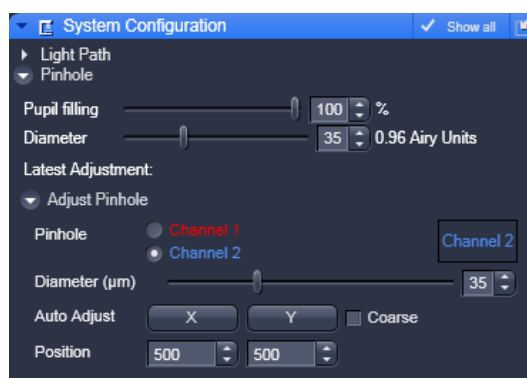 System Configuration Show all
Light Path
Pinhole
Pupil filling 100 %
Diameter 35 0.96 Airy Units
Latest Adjustment:
Adjust Pinhole
Pinhole Channel 1
Channel 2 Channel 2
Diameter (µm) 35
Auto Adjust X Y Coarse
Position 500 500